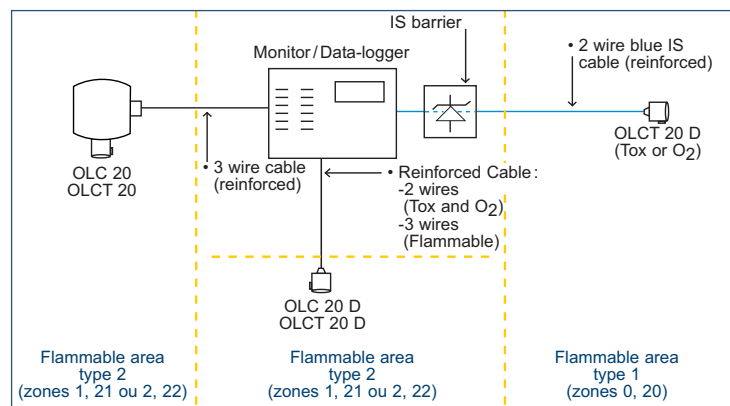 IS barrier
Monitor/Data-logger
• 2 wire blue IS
cable (reinforced)
OLC 20
OLCT 20
• 3 wire cable
(reinforced)
• Reinforced Cable:
-2 wires
(Tox and O2)
-3 wires
(Flammable)
OLCT 20 D
(Tox or O2)
OLC 20 D
OLCT 20 D
Flammable area
type 2
(zones 1, 21 ou 2, 22)
Flammable area
type 2
(zones 1, 21 ou 2, 22)
Flammable area
type 1
(zones 0, 20)